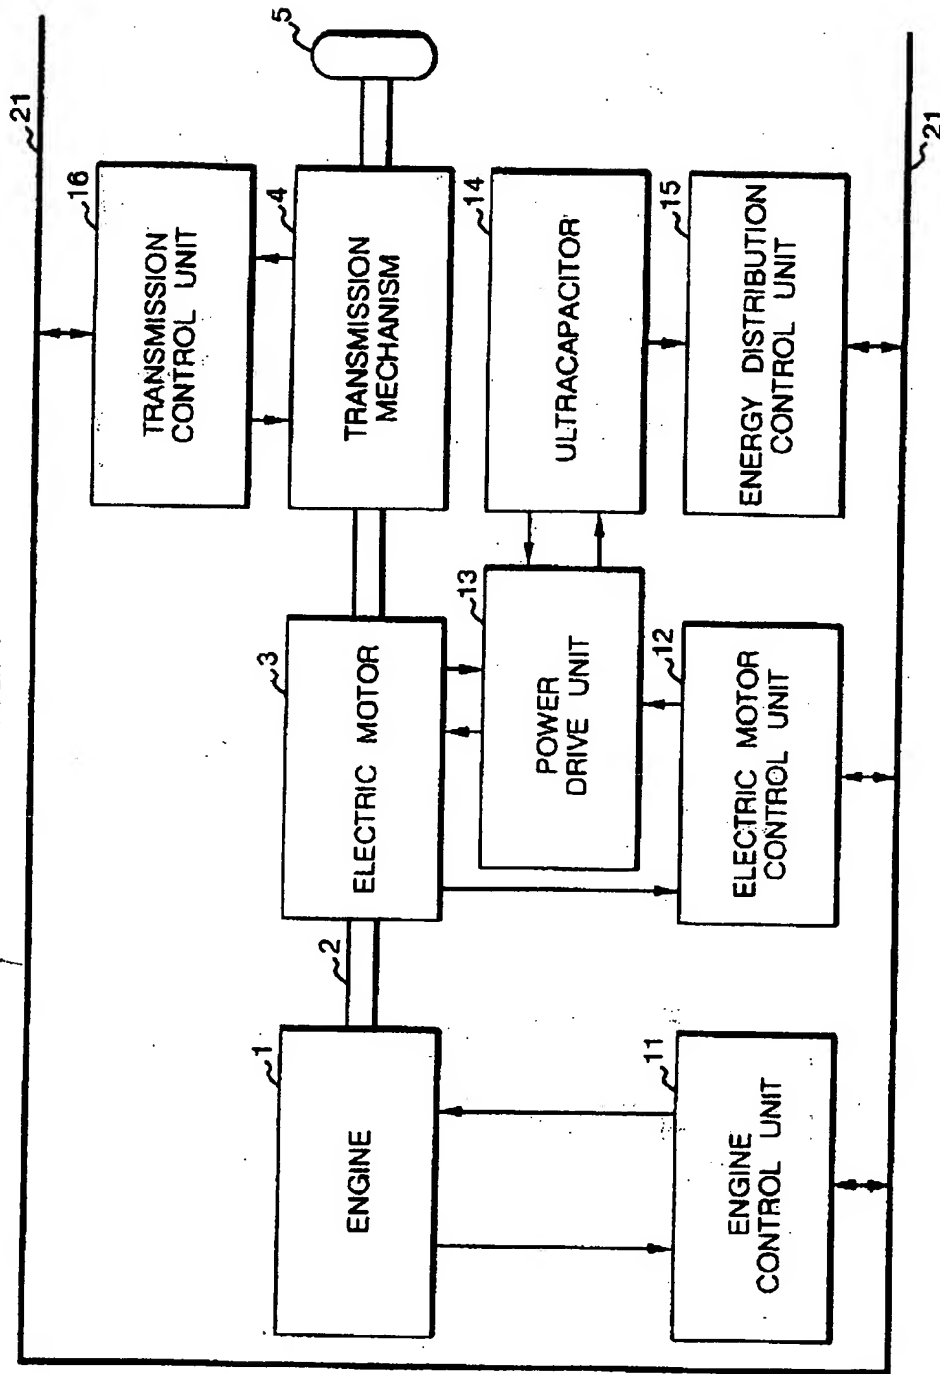 21
16
TRANSMISSION
CONTROL UNIT
5
4
TRANSMISSION
MECHANISM
3
ELECTRIC MOTOR
2
1
ENGINE
13
POWER
DRIVE UNIT
14
ULTRACAPACITOR
11
ENGINE
CONTROL UNIT
12
ELECTRIC MOTOR
CONTROL UNIT
15
ENERGY DISTRIBUTION
CONTROL UNIT
21